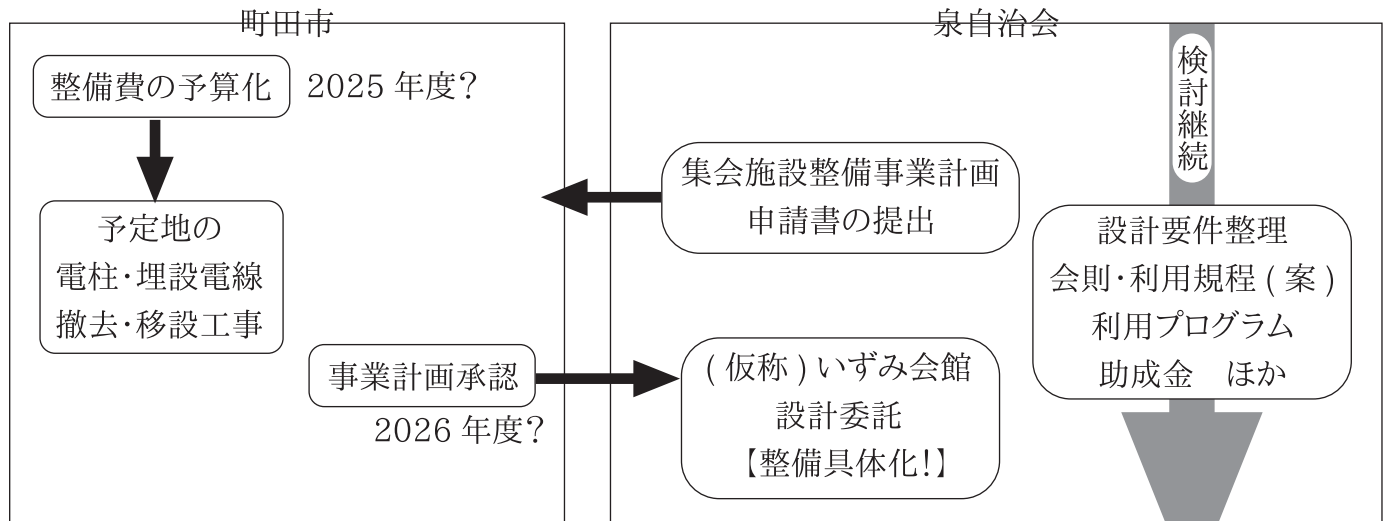 町田市
整備費の予算化
2025 年度?
予定地の
電柱・埋設電線
撤去・移設工事
事業計画承認
2026 年度?
泉自治会
集会施設整備事業計画
申請書の提出
(仮称)いずみ会館
設計委託
【整備具体化!】
検討継続
設計要件整理
会則・利用規程(案)
利用プログラム
助成金　ほか